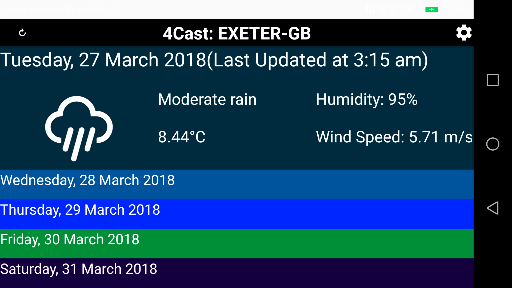 4Cast: EXETER-GB
Tuesday, 27 March 2018(Last Updated at 3:15 am)
Moderate rain
Humidity: 95%
8.44°C
Wind Speed: 5.71 m/s
Wednesday, 28 March 2018
Thursday, 29 March 2018
Friday, 30 March 2018
Saturday, 31 March 2018